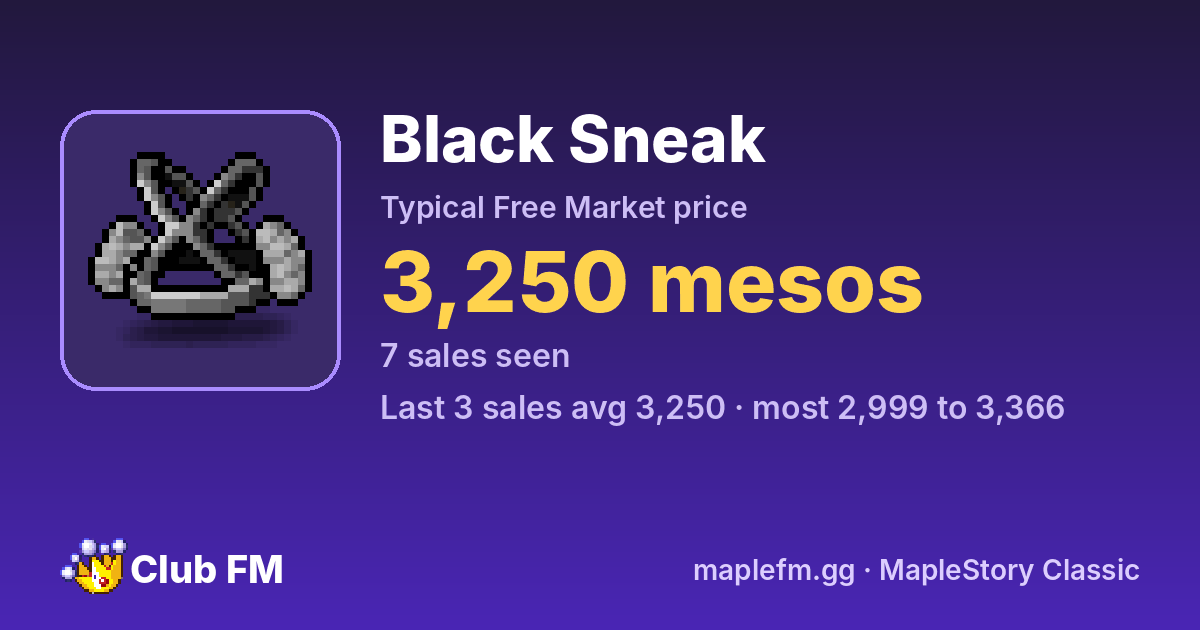 Black Sneak
Typical Free Market price
3,250 mesos
7 sales seen
Last 3 sales avg 3,250 · most 2,999 to 3,366
Club FM
maplefm.gg · MapleStory Classic